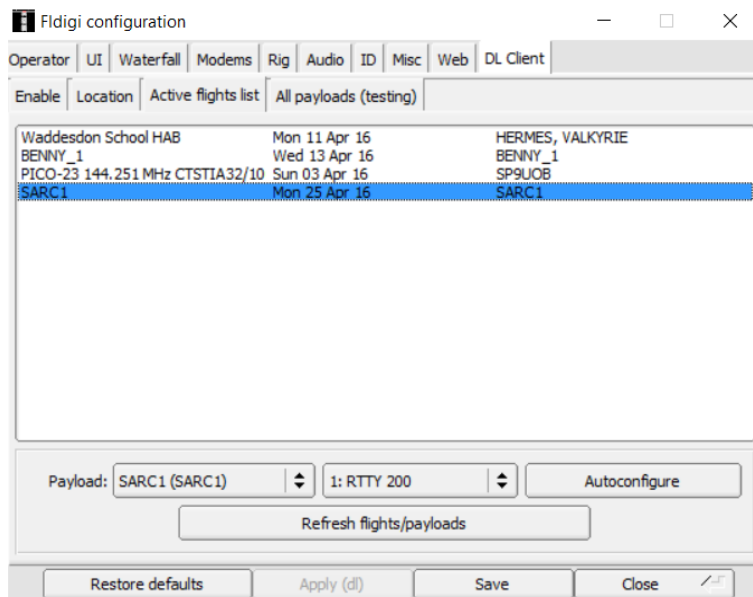 Fldigi configuration
Operator UI Waterfall Modems Rig Audio ID Misc Web DL Client
Enable Location Active flights list All payloads (testing)
Waddesdon School HAB Mon 11 Apr 16 HERMES, VALKYRIE
BENNY_1 Wed 13 Apr 16 BENNY_1
PICO-23 144.251 MHz CTSTIA32/10 Sun 03 Apr 16 SP9UOB
SARC1 Mon 25 Apr 16 SARC1
Payload: SARC1 (SARC1) 1: RTTY 200 Autoconfigure
Refresh flights/payloads
Restore defaults Apply (dl) Save Close